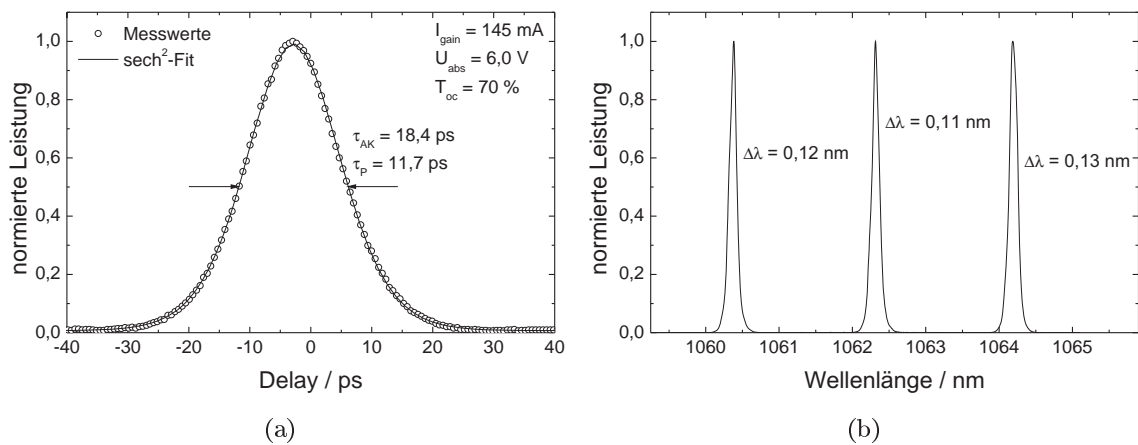 Messwerte
sech²-Fit
I_gain = 145 mA
U_abs = 6,0 V
T_oc = 70 %
τ_AK = 18,4 ps
τ_P = 11,7 ps
normierte Leistung
1,0
0,8
0,6
0,4
0,2
0,0
-40 -30 -20 -10 0 10 20 30 40
Delay / ps
(a)
Δλ = 0,12 nm
Δλ = 0,11 nm
Δλ = 0,13 nm
normierte Leistung
1,0
0,8
0,6
0,4
0,2
0,0
1060 1061 1062 1063 1064 1065
Wellenlänge / nm
(b)